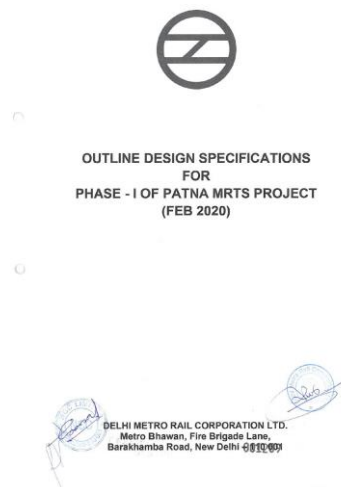 OUTLINE DESIGN SPECIFICATIONS
FOR
PHASE - I OF PATNA MRTS PROJECT
(FEB 2020)
DELHI METRO RAIL CORPORATION LTD.
Metro Bhawan, Fire Brigade Lane,
Barakhamba Road, New Delhi